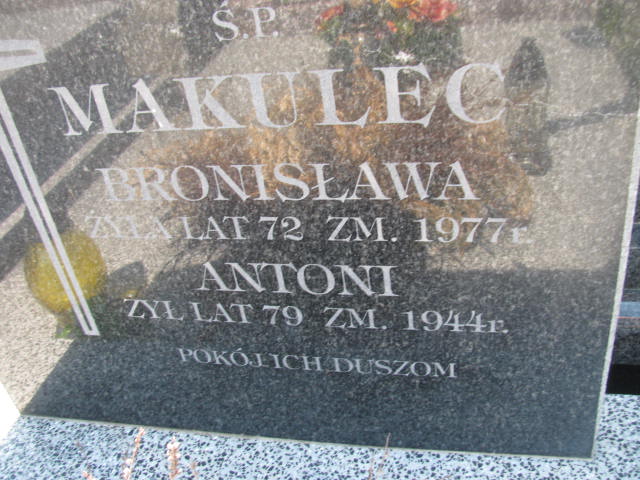 Ś.P.
MAKULEC
BRONISŁAWA
ŻYŁA LAT 72 ZM. 1977r.
ANTONI
ŻYŁ LAT 79 ZM. 1944r.
POKÓJ ICH DUSZOM